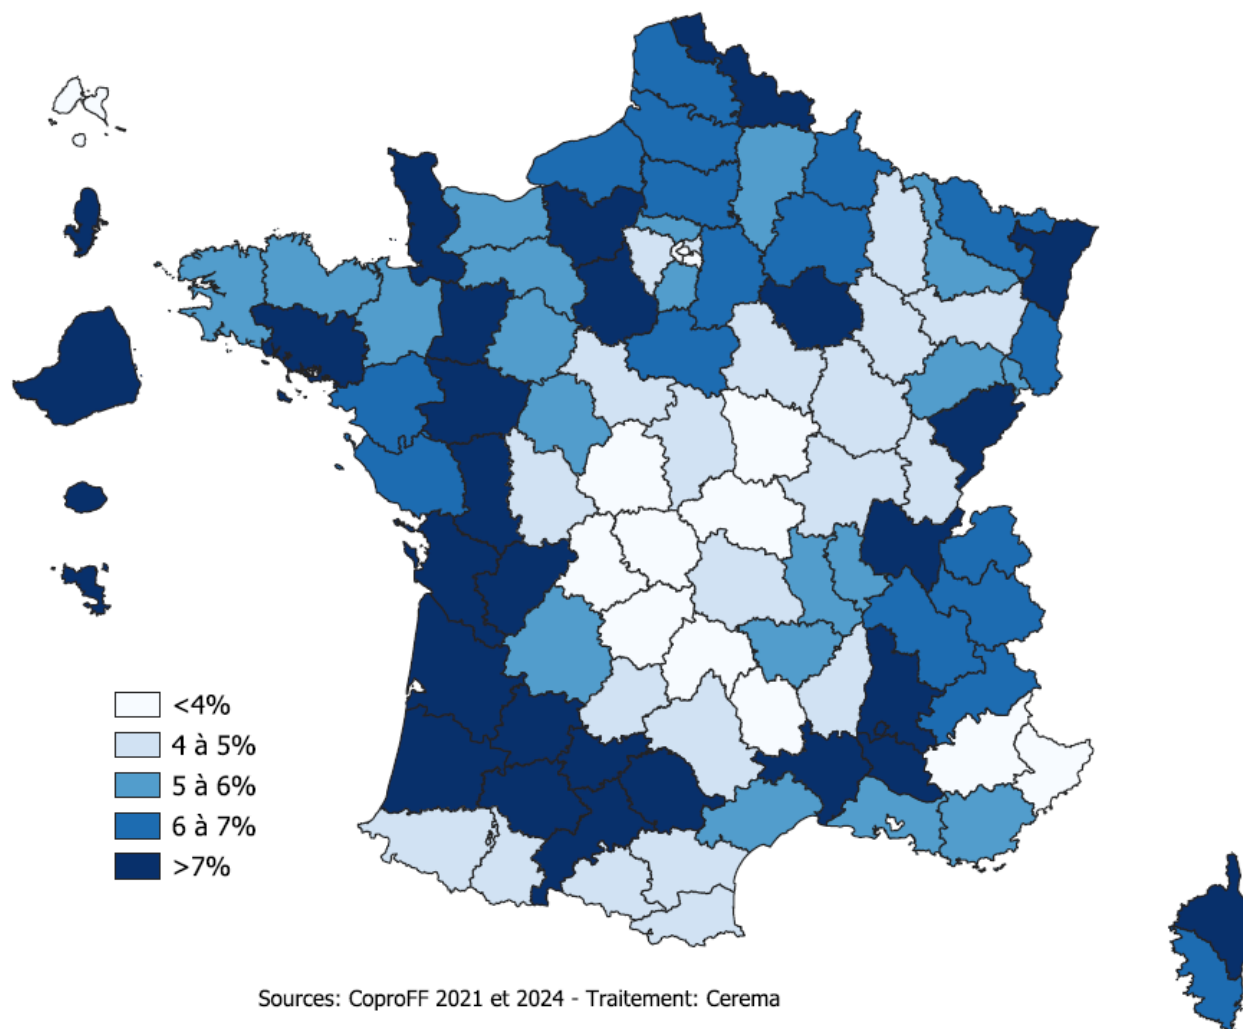 <4%
4 à 5%
5 à 6%
6 à 7%
>7%
Sources: CoproFF 2021 et 2024 - Traitement: Cerema